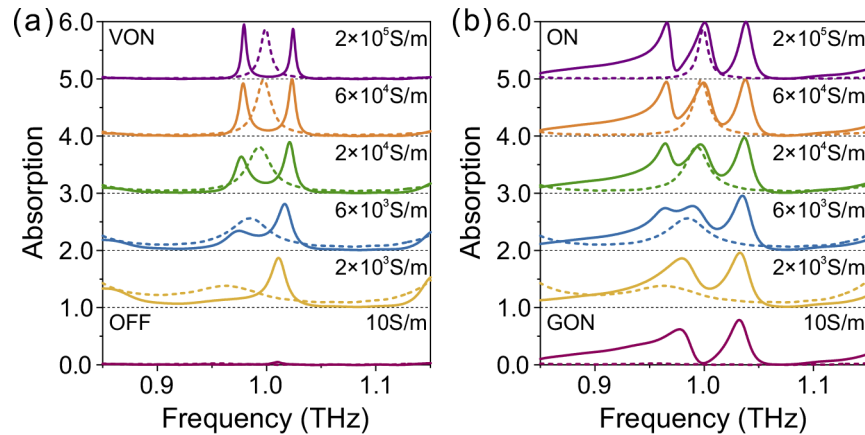 (a)
VON
2×10⁵S/m
6×10⁴S/m
2×10⁴S/m
6×10³S/m
2×10³S/m
OFF
10S/m
6.0
5.0
4.0
3.0
2.0
1.0
0.0
Absorption
0.9
1.0
1.1
Frequency (THz)
(b)
ON
2×10⁵S/m
6×10⁴S/m
2×10⁴S/m
6×10³S/m
2×10³S/m
GON
10S/m
6.0
5.0
4.0
3.0
2.0
1.0
0.0
Absorption
0.9
1.0
1.1
Frequency (THz)